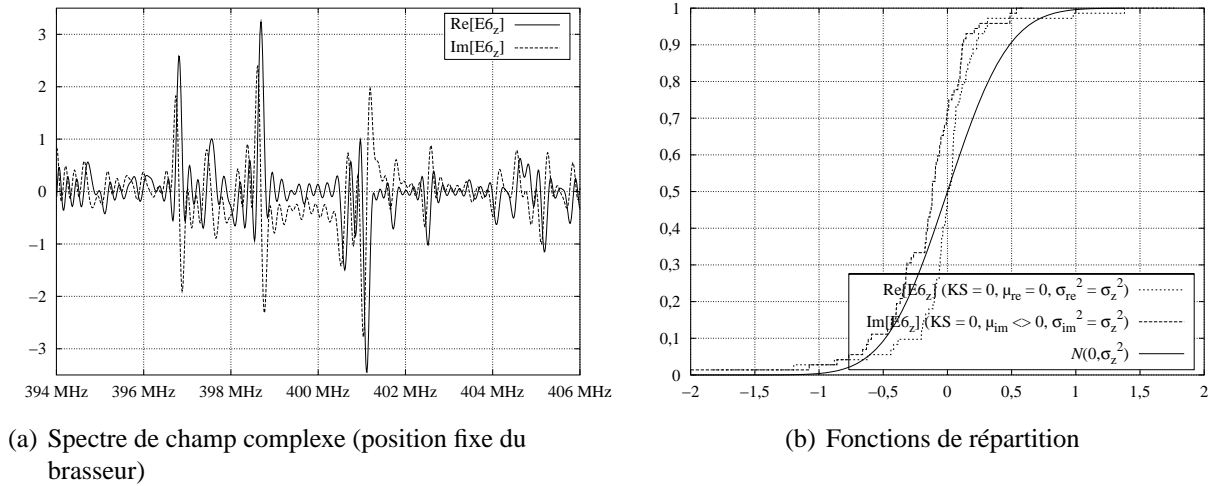 3
2
1
0
−1
−2
−3
394 MHz 396 MHz 398 MHz 400 MHz 402 MHz 404 MHz 406 MHz
Re[E6z]
Im[E6z]
(a) Spectre de champ complexe (position fixe du
brasseur)
1
0,9
0,8
0,7
0,6
0,5
0,4
0,3
0,2
0,1
0
−2 −1,5 −1 −0,5 0 0,5 1 1,5 2
Re[E6z] (KS = 0, μre = 0, σre² = σz²)
Im[E6z] (KS = 0, μim <> 0, σim² = σz²)
N(0,σz²)
(b) Fonctions de répartition